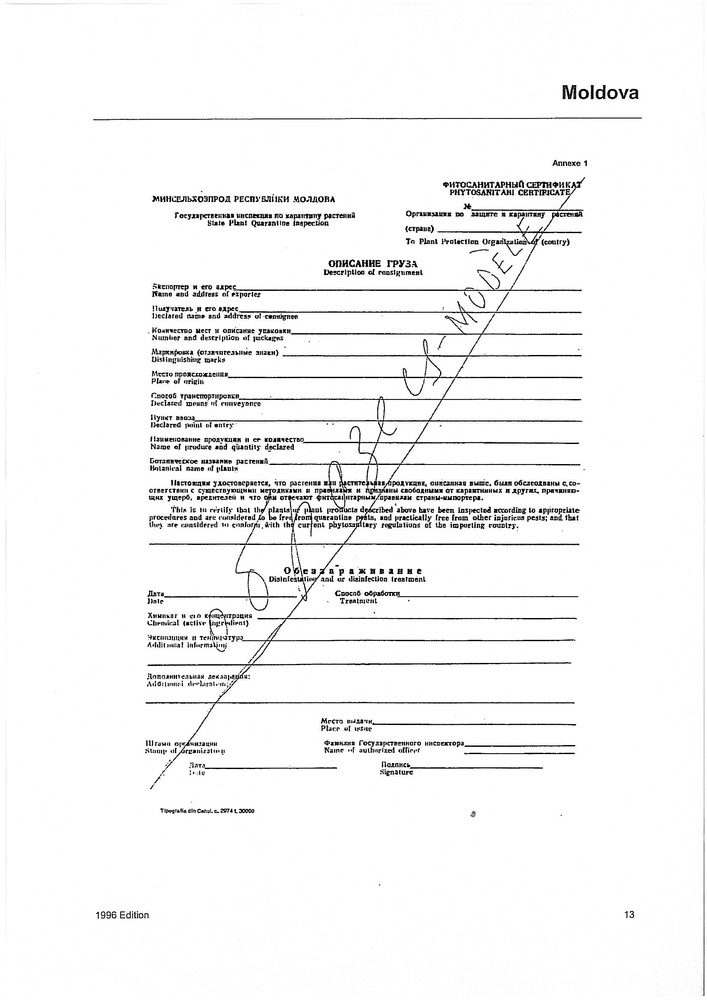 Moldova
Annexe 1
ФИТОСАНИТАРНЫЙ СЕРТИФИКАТ
PHYTOSANITARI CERTIFICATE
МИНСЕЛЬХОЗПРОД РЕСПУБЛИКИ МОЛДОВА
№
Государственная инспекция по карантину растений
State Plant Quarantine Inspection
Организация по защите и карантину растений
(страна)
To Plant Protection Organization of (coutry)
ОПИСАНИЕ ГРУЗА
Description of consignment
Экспортер и его адрес
Name and address of exporter
Получатель и его адрес
Declared name and address of consignee
Количество мест и описание упаковки
Number and description of packages
Маркировка (отличительные знаки)
Distinguishing marks
Место происхождения
Place of origin
Способ транспортировки
Declared means of conveyance
Пункт ввоза
Declared point of entry
Наименование продукции и ее количество
Name of produce and quantity declared
Ботаническое название растений
Botanical name of plants
Настоящим удостоверяется, что растения или растительная продукция, описанная выше, были обследованы с со-
ответствии с существующими методиками и правилами и признаны свободными от карантинных и других, причиняю-
щих ущерб, вредителей и что они отвечают фитосанитарным правилам страны-импортера.
This is to certify that the plants or plant products described above have been inspected according to appropriate
procedures and are considered to be free from quarantine pests, and practically free from other injuricus pests; and that
they are considered to conform with the current phytosanitary regulations of the importing country.
Обеззараживание
Disinfestation and or disinfection treatment
Дата Способ обработки
Date Treatment
Химикат и его концентрация
Chemical (active ingredient)
Экспозиция и температура
Additional information
Дополнительная декларация:
Additional declaration:
Место выдачи
Place of issue
Штамп организации Фамилия Государственного инспектора
Stamp of organization Name of authorized officer
Дата Подпись
Date Signature
Образец - MODÈLE
Tipografia din Cahul. c. 2974 t. 30000
1996 Edition 13